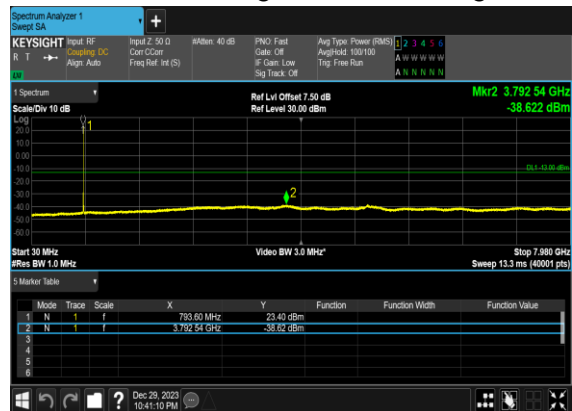 Spectrum Analyzer 1
Swept SA
+
KEYSIGHT Input: RF Input Z: 50 Ω #Atten: 40 dB PNO: Fast Avg Type: Power (RMS) 1 2 3 4 5 6
R T Coupling: DC Corr CCorr Gate: Off Avg|Hold: 100/100 A W W W W W
Align: Auto Freq Ref: Int (S) IF Gain: Low Trig: Free Run
Sig Track: Off A N N N N N
1 Spectrum Ref Lvl Offset 7.50 dB Mkr2 3.792 54 GHz
Scale/Div 10 dB Ref Level 30.00 dBm -38.622 dBm
Log
1
20.0
10.0
0.00
-10.0 DL1 -13.00 dBm
-20.0
-30.0
2
-40.0
-50.0
-60.0
Start 30 MHz Video BW 3.0 MHz* Stop 7.980 GHz
#Res BW 1.0 MHz Sweep 13.3 ms (40001 pts)
5 Marker Table
Mode Trace Scale X Y Function Function Width Function Value
1 N 1 f 793.60 MHz 23.40 dBm
2 N 1 f 3.792 54 GHz -38.62 dBm
3
4
5
6
? Dec 29, 2023
10:41:10 PM